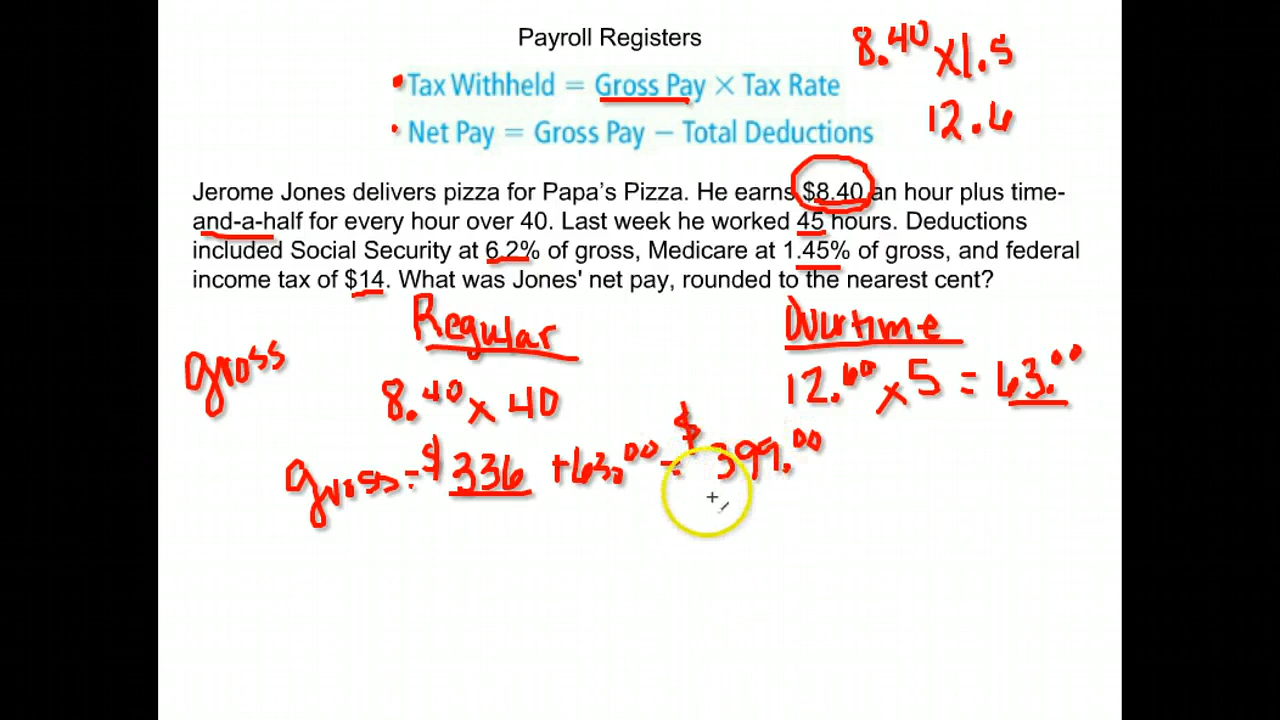 Payroll Registers
8.40 x 1.5
• Tax Withheld = Gross Pay × Tax Rate
12.6
• Net Pay = Gross Pay − Total Deductions
Jerome Jones delivers pizza for Papa's Pizza. He earns $8.40 an hour plus time-
and-a-half for every hour over 40. Last week he worked 45 hours. Deductions
included Social Security at 6.2% of gross, Medicare at 1.45% of gross, and federal
income tax of $14. What was Jones' net pay, rounded to the nearest cent?
Regular
Overtime
gross
8.40 x 40
12.60 x 5 = 63.00
gross = $336 + 63.00 = $399.00